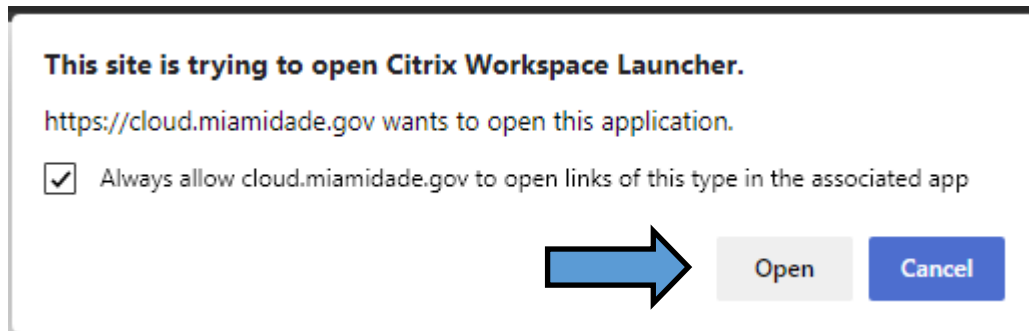 This site is trying to open Citrix Workspace Launcher.
https://cloud.miamidade.gov wants to open this application.
Always allow cloud.miamidade.gov to open links of this type in the associated app
Open Cancel